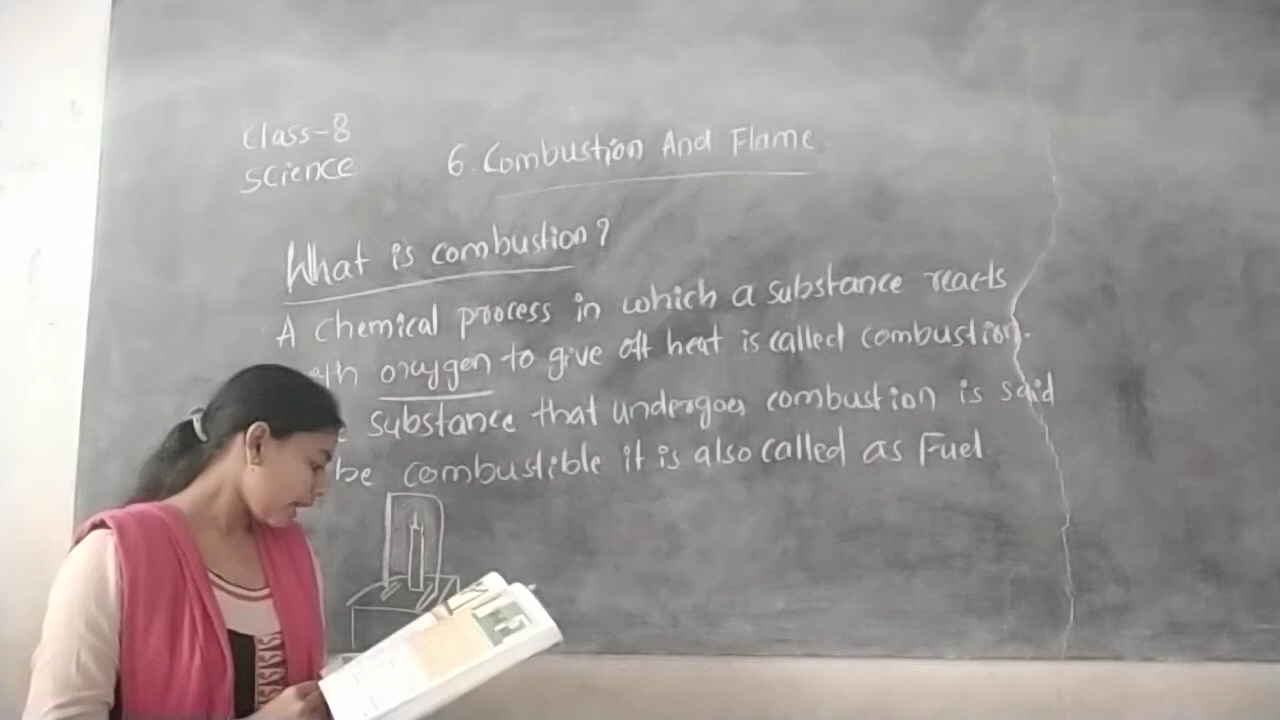 Class-8
Science
6. Combustion And Flame
What is combustion?
A chemical process in which a substance reacts
oxygen to give off heat is called combustion.
substance that undergoes combustion is said
be combustible it is also called as Fuel